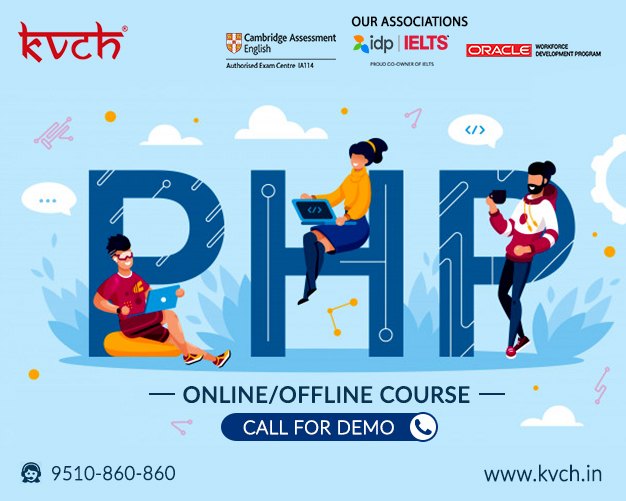 kvch®
OUR ASSOCIATIONS
Cambridge Assessment
English
Authorised Exam Centre IA114
idp IELTS
PROUD CO-OWNER OF IELTS
ORACLE
WORKFORCE
DEVELOPMENT PROGRAM
</>
PHP
</>
— ONLINE/OFFLINE COURSE —
CALL FOR DEMO
9510-860-860
www.kvch.in